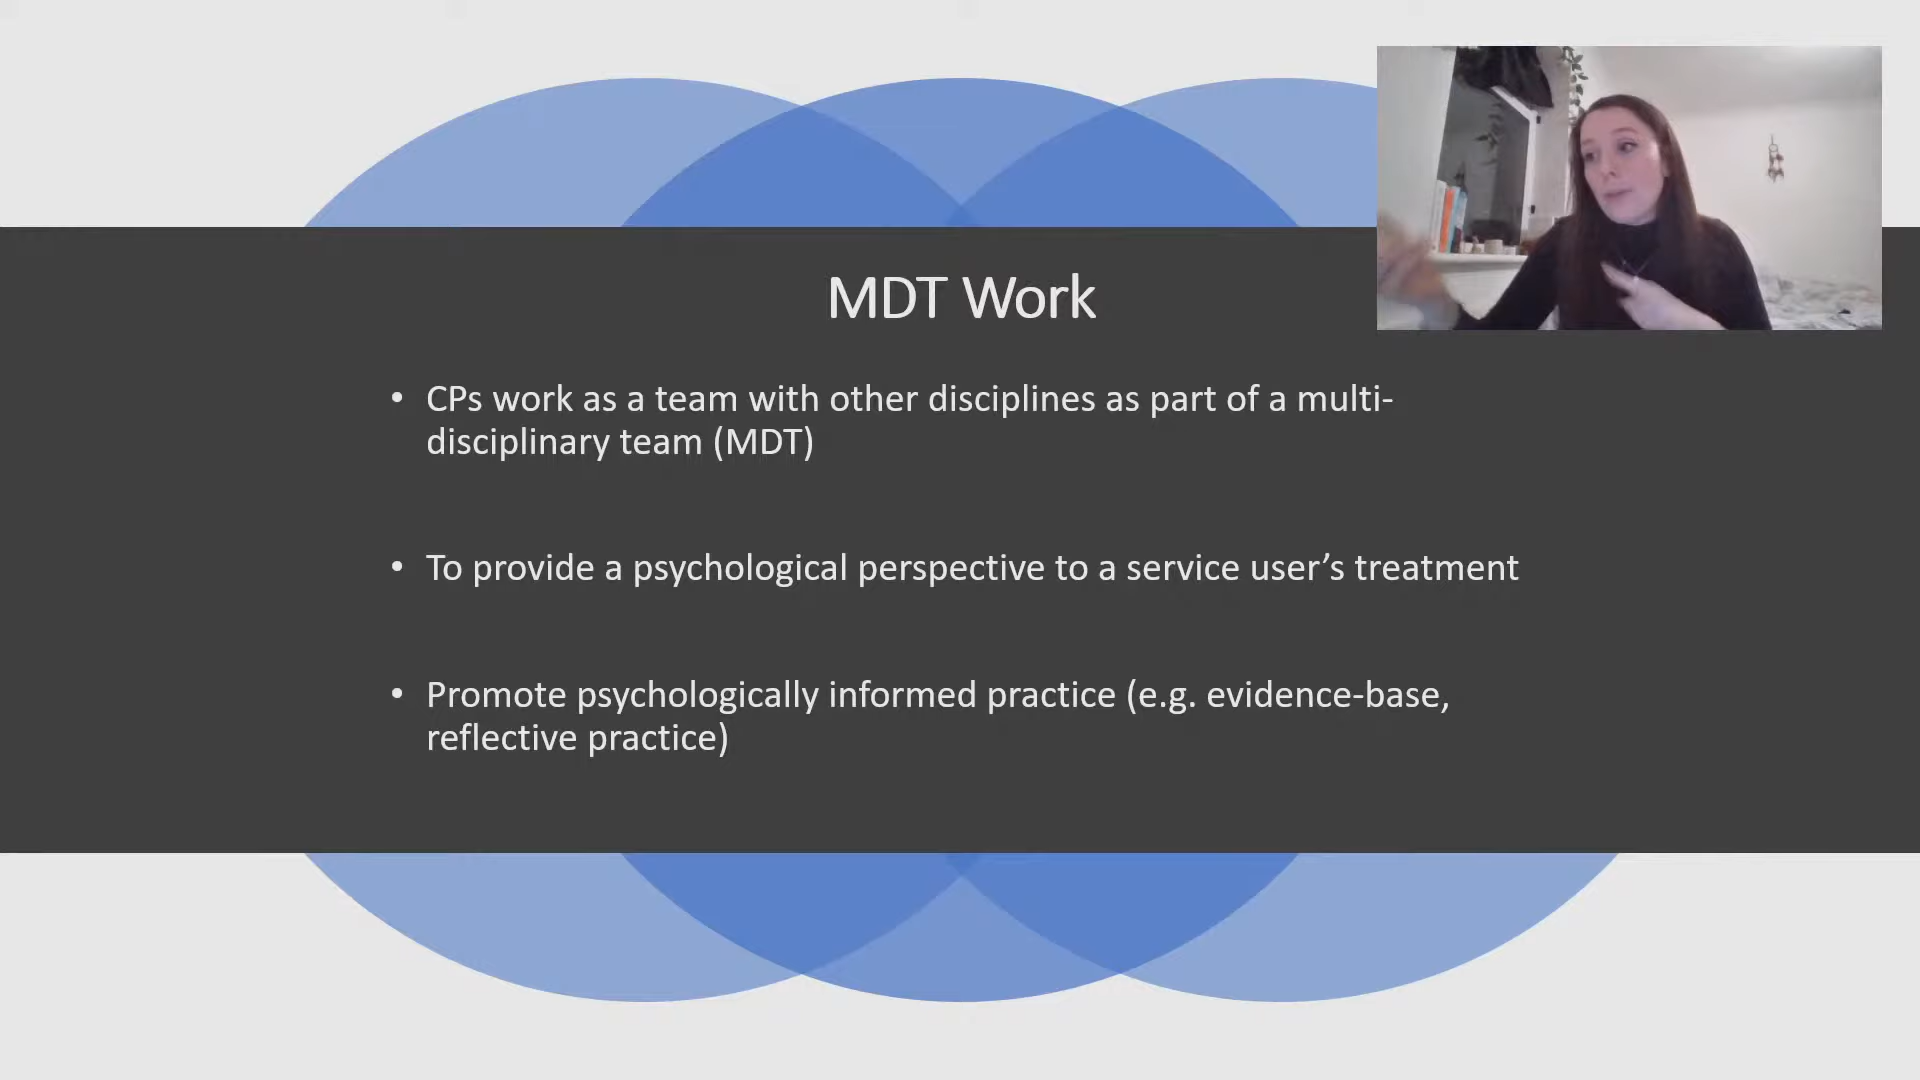 MDT Work
• CPs work as a team with other disciplines as part of a multi-
disciplinary team (MDT)
• To provide a psychological perspective to a service user’s treatment
• Promote psychologically informed practice (e.g. evidence-base,
reflective practice)